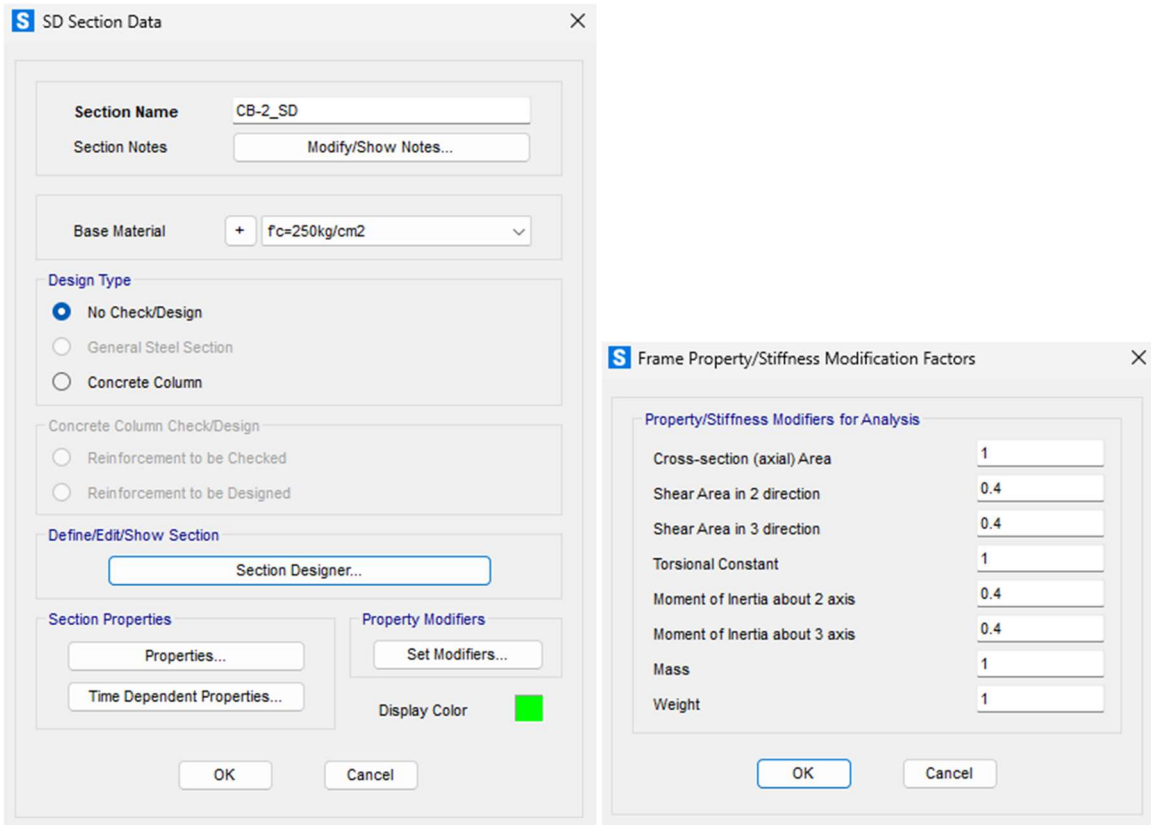 S SD Section Data
Section Name CB-2_SD
Section Notes Modify/Show Notes...
Base Material + f'c=250kg/cm2
Design Type
No Check/Design
General Steel Section
Concrete Column
Concrete Column Check/Design
Reinforcement to be Checked
Reinforcement to be Designed
Define/Edit/Show Section
Section Designer...
Section Properties
Properties...
Time Dependent Properties...
Property Modifiers
Set Modifiers...
Display Color
OK Cancel
S Frame Property/Stiffness Modification Factors
Property/Stiffness Modifiers for Analysis
Cross-section (axial) Area 1
Shear Area in 2 direction 0.4
Shear Area in 3 direction 0.4
Torsional Constant 1
Moment of Inertia about 2 axis 0.4
Moment of Inertia about 3 axis 0.4
Mass 1
Weight 1
OK Cancel